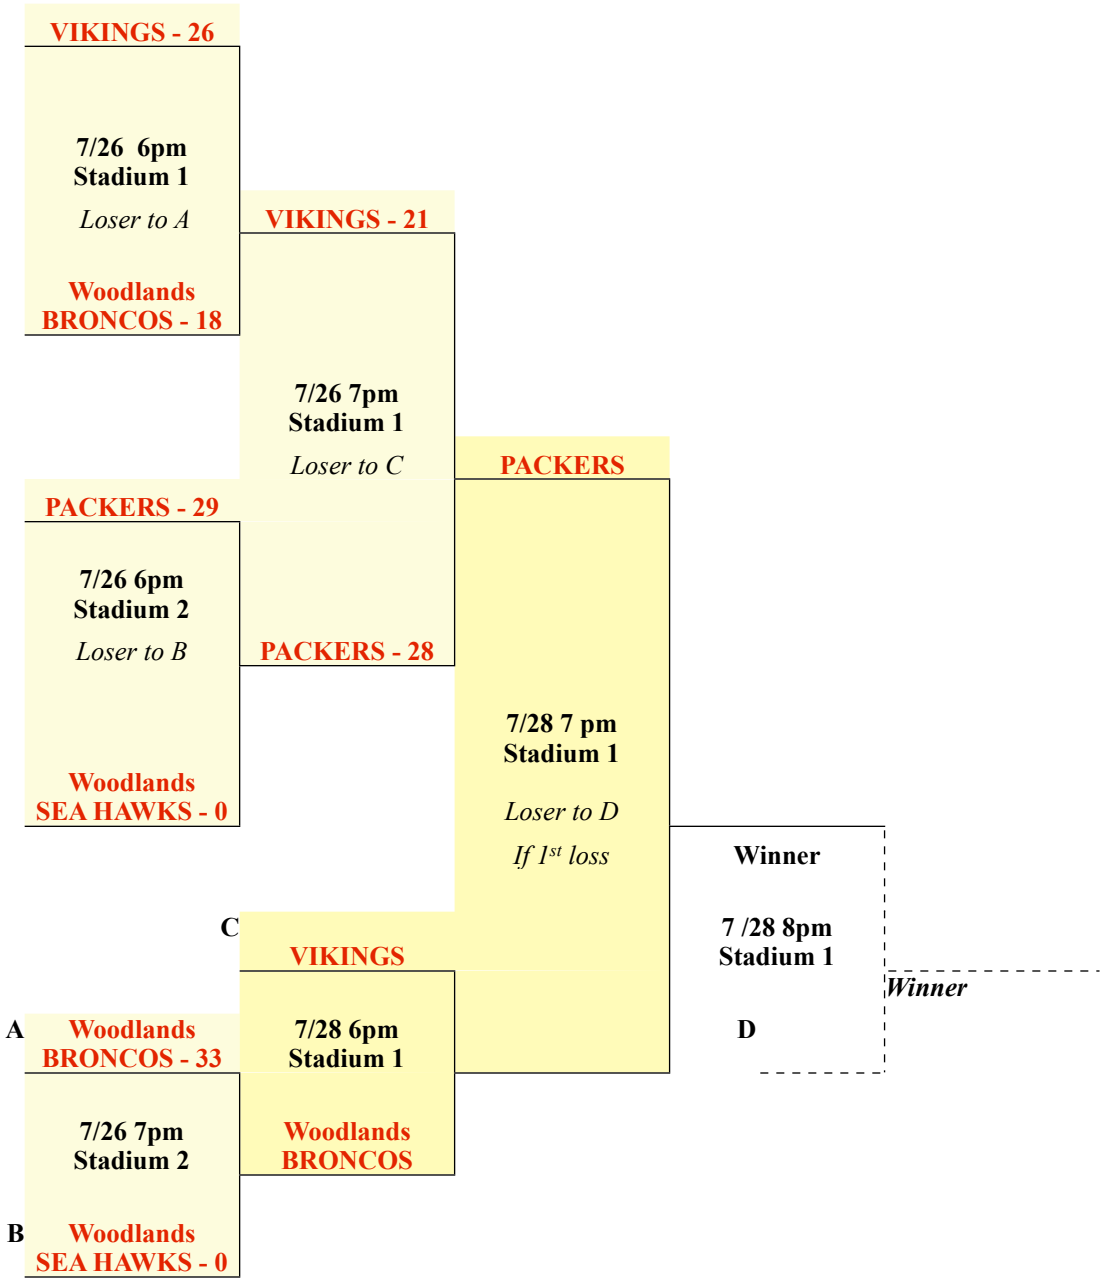 VIKINGS - 26
7/26  6pm
Stadium 1
Loser to A
Woodlands
BRONCOS - 18
VIKINGS - 21
7/26 7pm
Stadium 1
Loser to C
PACKERS - 29
7/26 6pm
Stadium 2
Loser to B
Woodlands
SEA HAWKS - 0
PACKERS - 28
PACKERS
7/28 7 pm
Stadium 1
Loser to D
If 1st loss
Winner
7 /28 8pm
Stadium 1
D
Winner
C
VIKINGS
7/28 6pm
Stadium 1
Woodlands
BRONCOS
A
Woodlands
BRONCOS - 33
7/26 7pm
Stadium 2
B
Woodlands
SEA HAWKS - 0